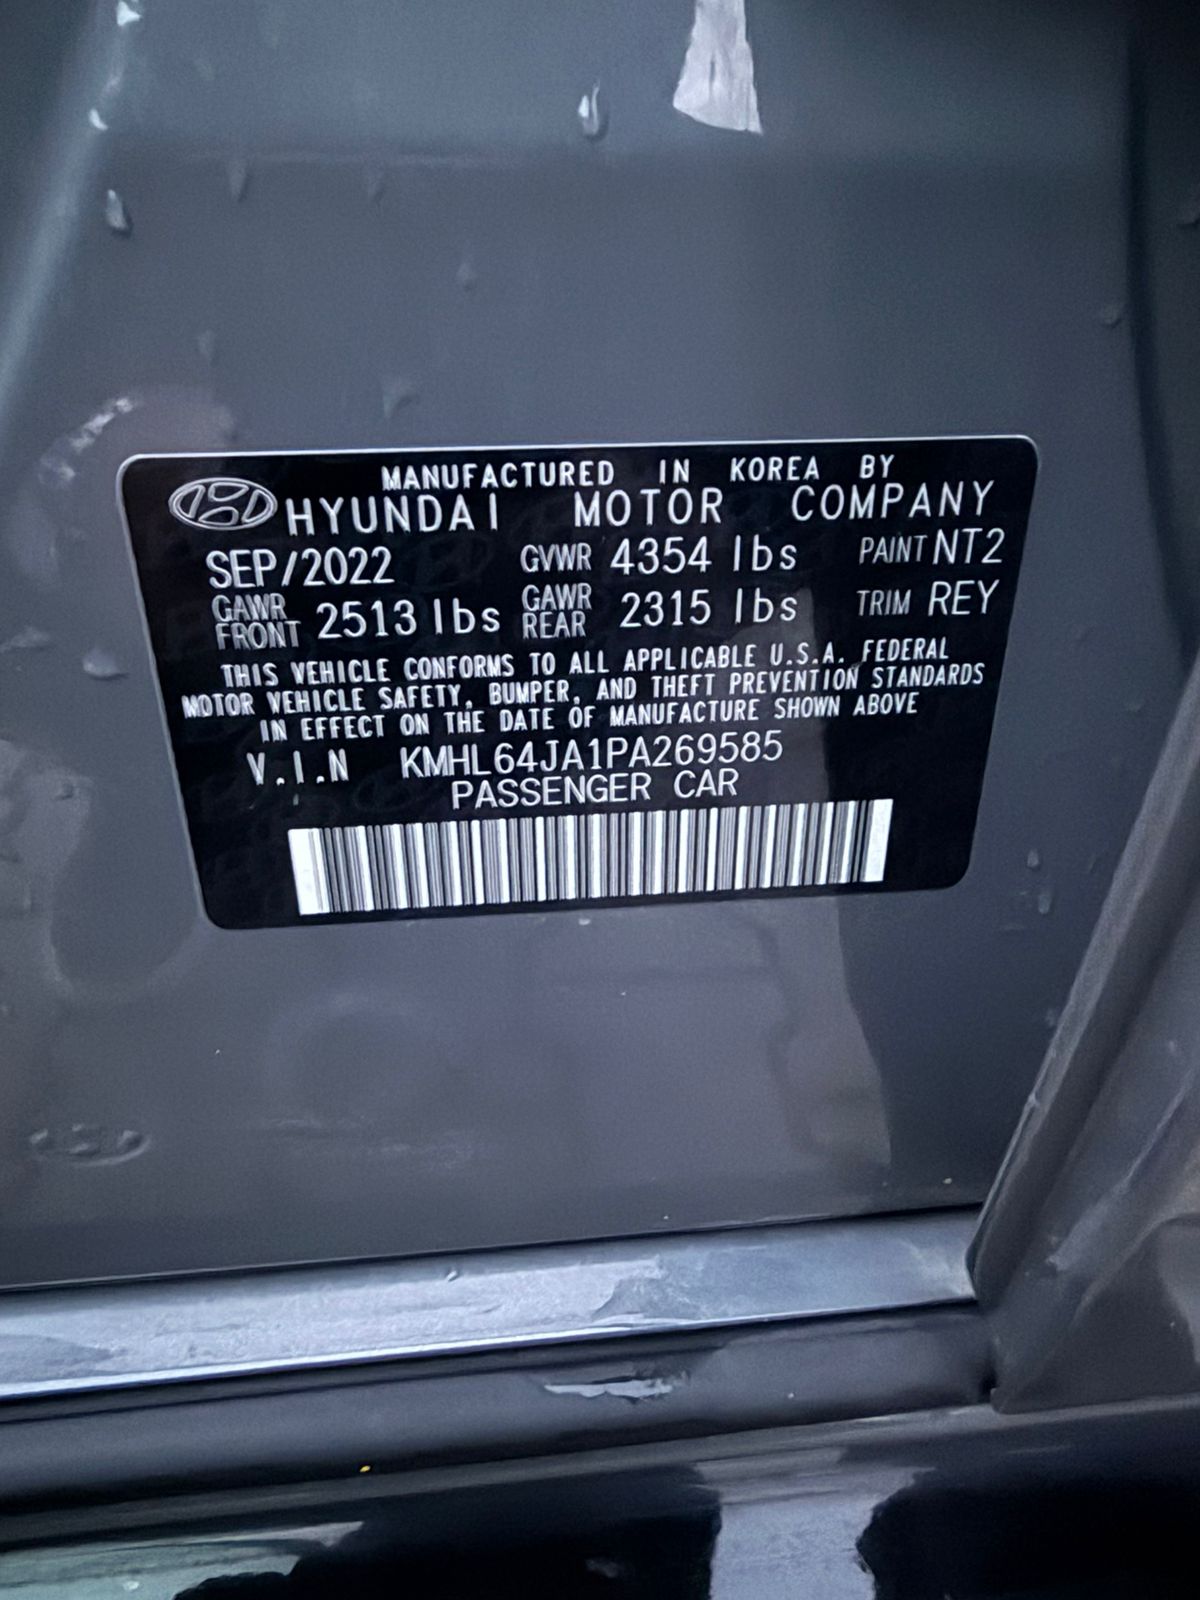 MANUFACTURED IN KOREA BY
HYUNDAI MOTOR COMPANY
SEP/2022 GVWR 4354 lbs PAINT NT2
GAWR FRONT 2513 lbs GAWR REAR 2315 lbs TRIM REY
THIS VEHICLE CONFORMS TO ALL APPLICABLE U.S.A. FEDERAL
MOTOR VEHICLE SAFETY, BUMPER, AND THEFT PREVENTION STANDARDS
IN EFFECT ON THE DATE OF MANUFACTURE SHOWN ABOVE
V.I.N KMHL64JA1PA269585
PASSENGER CAR